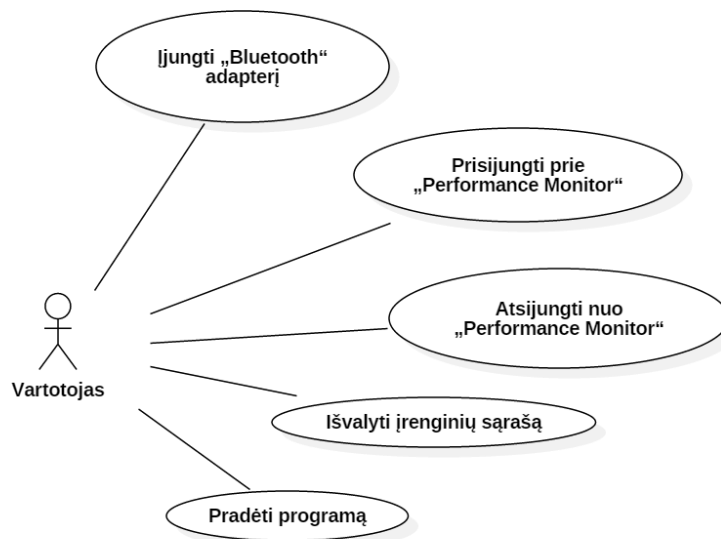 Įjungti „Bluetooth“
adapterį
Prisijungti prie
„Performance Monitor“
Atsijungti nuo
„Performance Monitor“
Vartotojas
Išvalyti įrenginių sąrašą
Pradėti programą